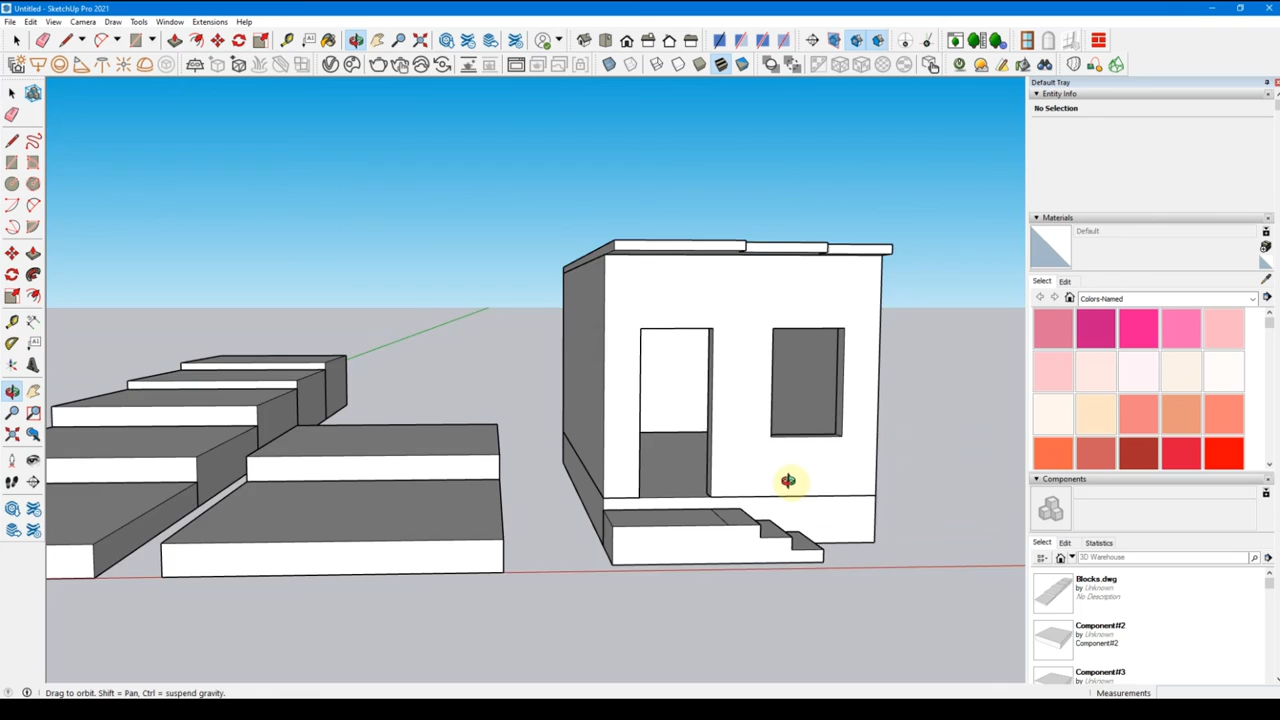 Untitled - SketchUp Pro 2021
File Edit View Camera Draw Tools Window Extensions Help
Default Tray
Entity Info
No Selection
Materials
Default
Select Edit
Colors-Named
Components
Select Edit Statistics
3D Warehouse
Blocks.dwg
by Unknown
No Description
Component#2
by Unknown
Component#2
Component#3
by Unknown
Drag to orbit. Shift = Pan, Ctrl = suspend gravity.
Measurements